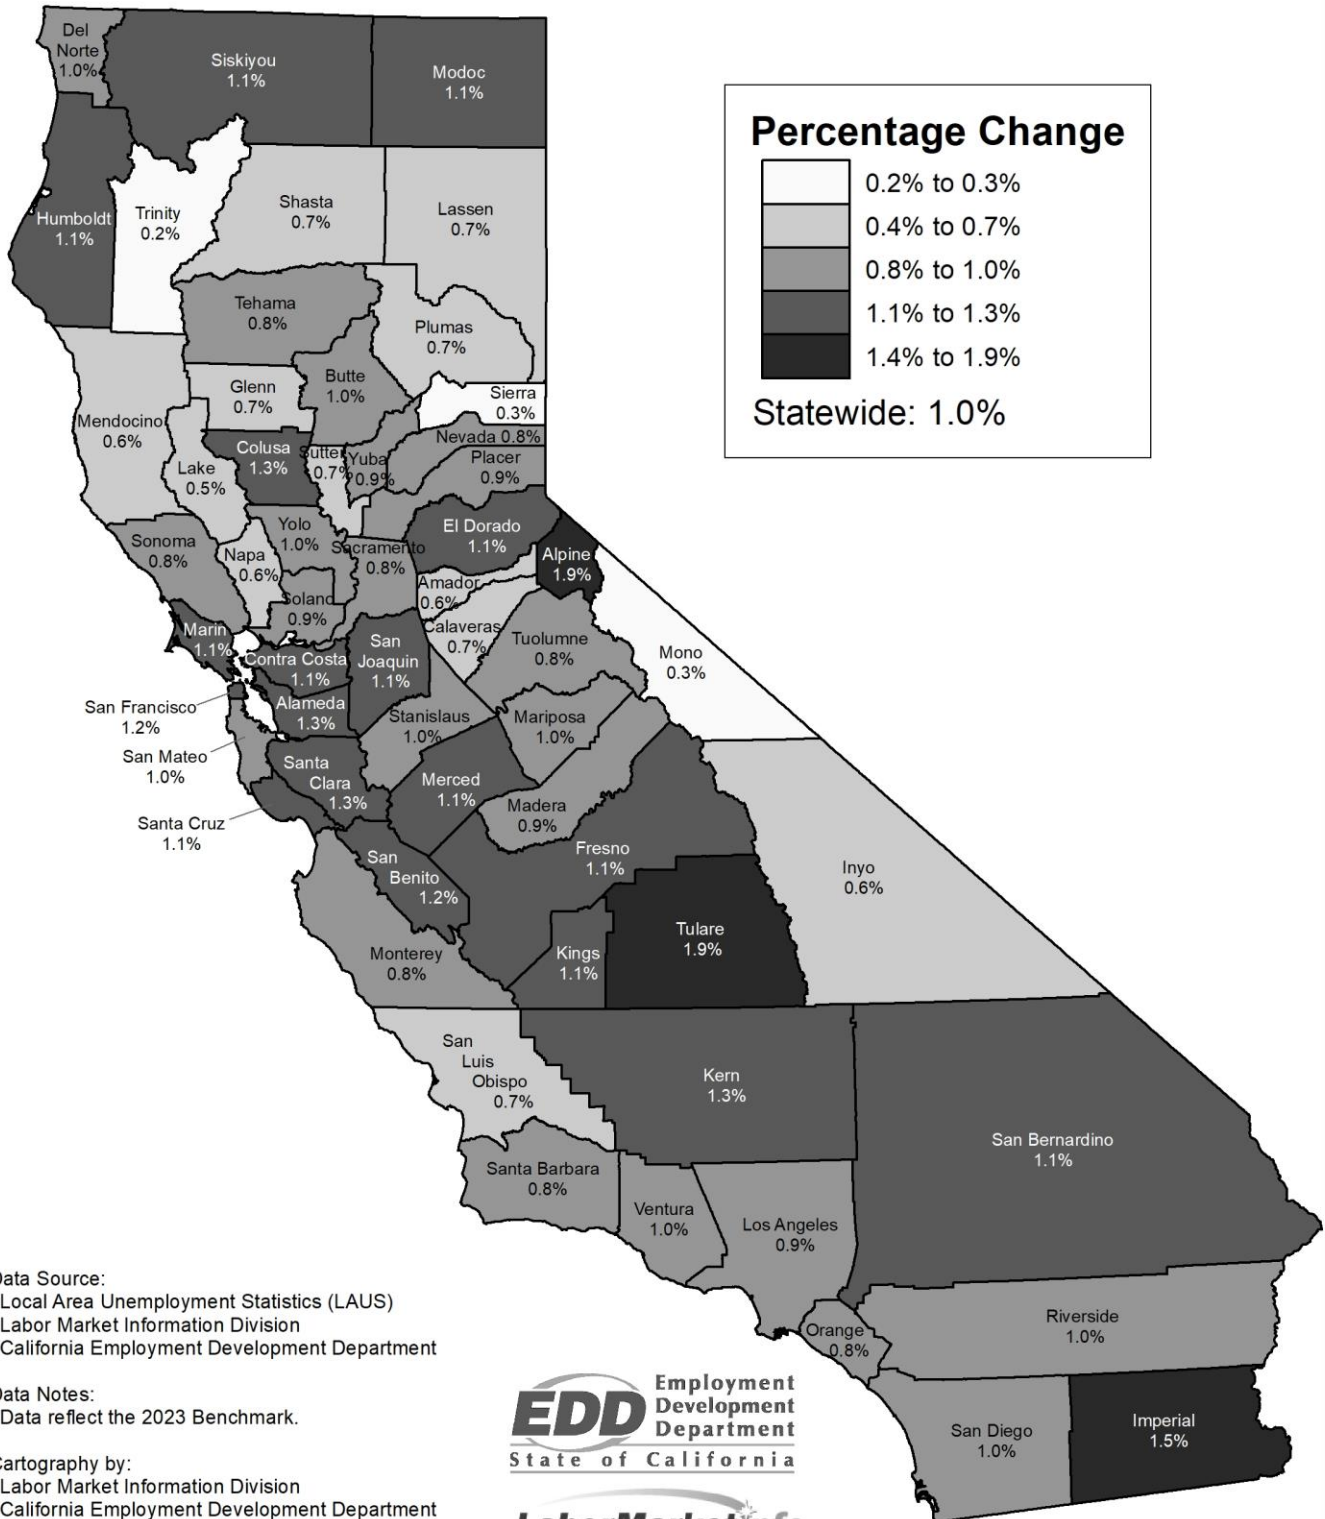 Del
Norte
1.0%
Siskiyou
1.1%
Modoc
1.1%
Percentage Change
0.2% to 0.3%
0.4% to 0.7%
0.8% to 1.0%
1.1% to 1.3%
1.4% to 1.9%
Statewide: 1.0%
Humboldt
1.1%
Trinity
0.2%
Shasta
0.7%
Lassen
0.7%
Tehama
0.8%
Plumas
0.7%
Butte
1.0%
Glenn
0.7%
Sierra
0.3%
Mendocino
0.6%
Nevada 0.8%
Colusa
1.3%
Sutter
0.7%
Yuba
0.9%
Placer
0.9%
Lake
0.5%
Yolo
1.0%
El Dorado
1.1%
Sonoma
0.8%
Napa
0.6%
Sacramento
0.8%
Alpine
1.9%
Amador
0.6%
Solano
0.9%
Marin
1.1%
Calaveras
0.7%
Tuolumne
0.8%
Mono
0.3%
Contra Costa
1.1%
San
Joaquin
1.1%
San Francisco
1.2%
Alameda
1.3%
Stanislaus
1.0%
Mariposa
1.0%
San Mateo
1.0%
Santa
Clara
1.3%
Merced
1.1%
Madera
0.9%
Santa Cruz
1.1%
San
Benito
1.2%
Fresno
1.1%
Inyo
0.6%
Monterey
0.8%
Kings
1.1%
Tulare
1.9%
San
Luis
Obispo
0.7%
Kern
1.3%
San Bernardino
1.1%
Santa Barbara
0.8%
Ventura
1.0%
Los Angeles
0.9%
Orange
0.8%
Riverside
1.0%
San Diego
1.0%
Imperial
1.5%
ata Source:
Local Area Unemployment Statistics (LAUS)
Labor Market Information Division
California Employment Development Department
ata Notes:
Data reflect the 2023 Benchmark.
artography by:
Labor Market Information Division
California Employment Development Department
EDD
Employment
Development
Department
State of California